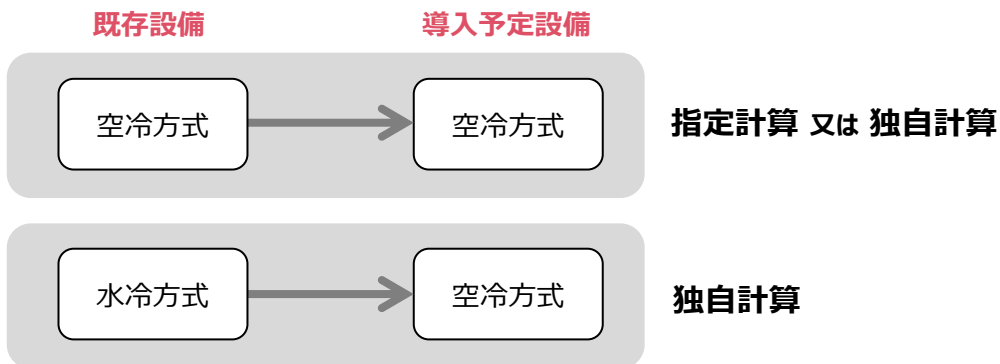 既存設備 導入予定設備
空冷方式 空冷方式 指定計算 又は 独自計算
水冷方式 空冷方式 独自計算